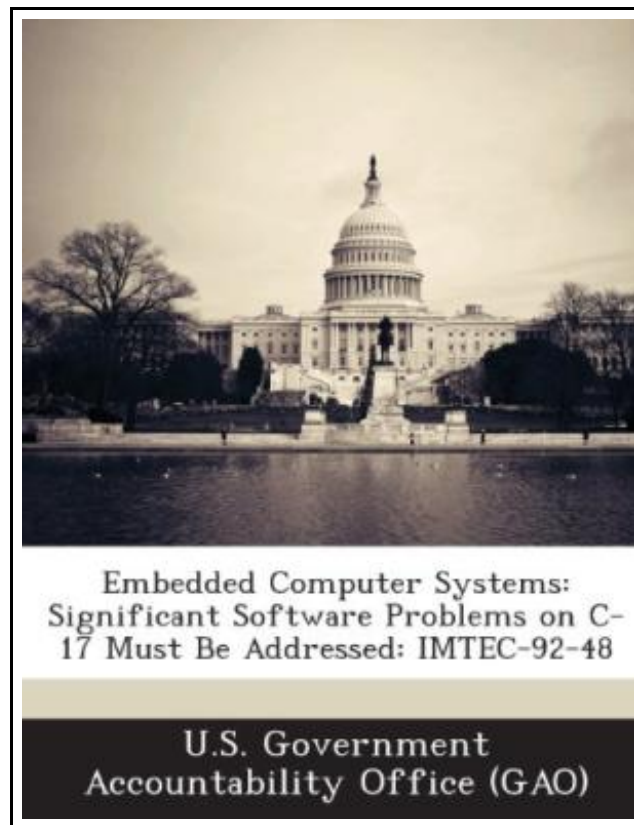 Embedded Computer Systems:
Significant Software Problems on C-
17 Must Be Addressed: IMTEC-92-48
U.S. Government
Accountability Office (GAO)